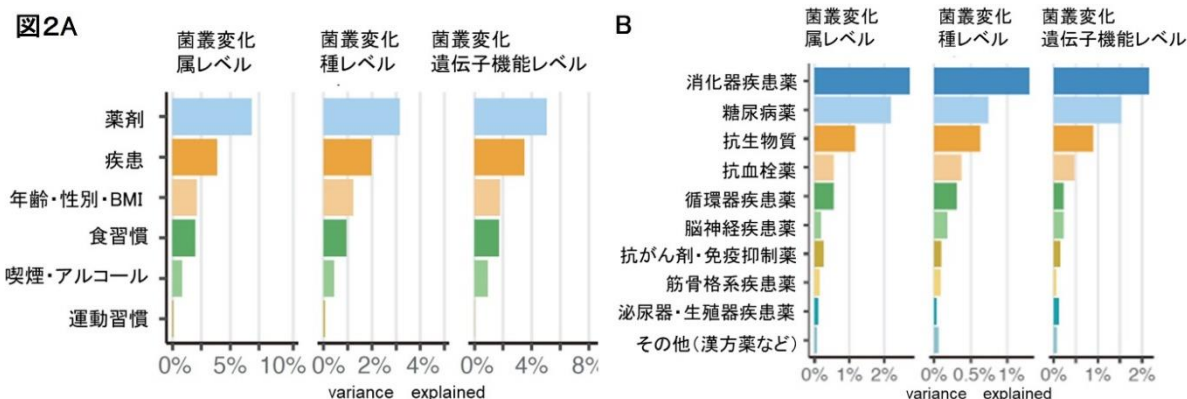 図2A
菌叢変化
属レベル
菌叢変化
種レベル
菌叢変化
遺伝子機能レベル
薬剤
疾患
年齢・性別・BMI
食習慣
喫煙・アルコール
運動習慣
0% 5% 10%
0% 2% 4%
0% 4% 8%
variance explained
B
菌叢変化
属レベル
菌叢変化
種レベル
菌叢変化
遺伝子機能レベル
消化器疾患薬
糖尿病薬
抗生物質
抗血栓薬
循環器疾患薬
脳神経疾患薬
抗がん剤・免疫抑制薬
筋骨格系疾患薬
泌尿器・生殖器疾患薬
その他(漢方薬など)
0% 1% 2%
0% 0.5% 1%
0% 1% 2%
variance explained